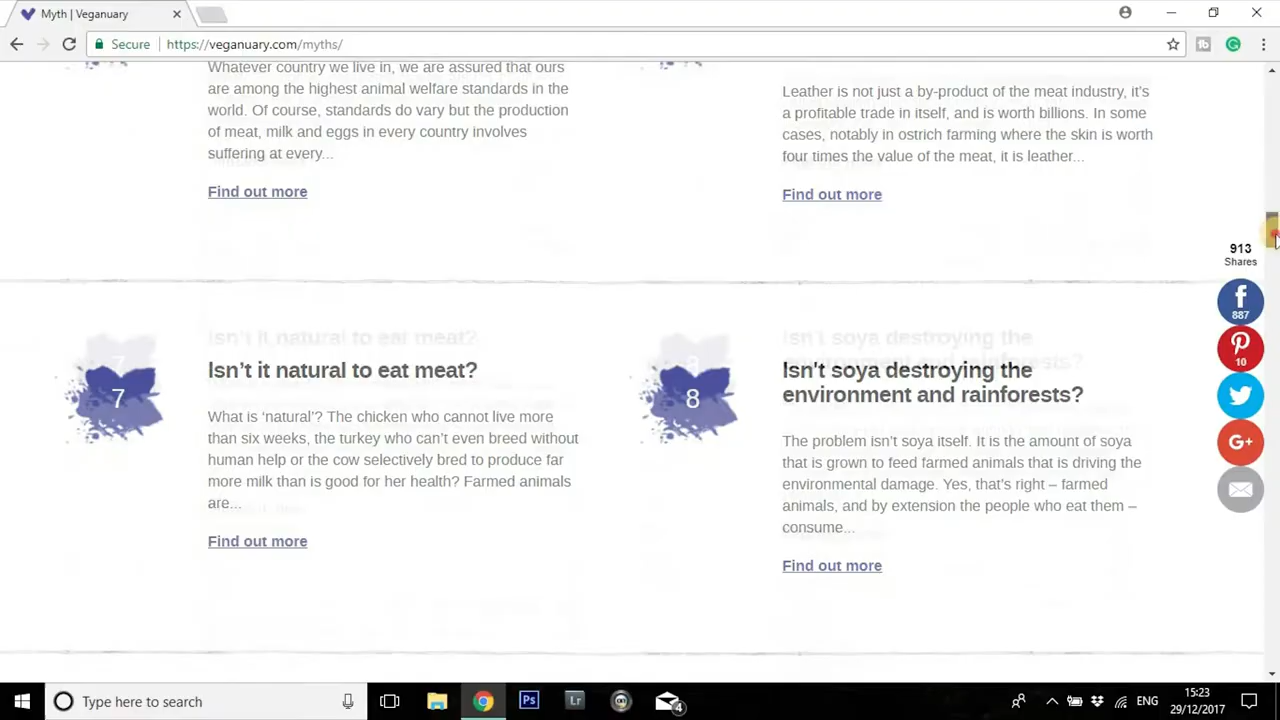 Myth | Veganuary
Secure
https://veganuary.com/myths/
Whatever country we live in, we are assured that ours
are among the highest animal welfare standards in the
world. Of course, standards do vary but the production
of meat, milk and eggs in every country involves
suffering at every...
Find out more
Leather is not just a by-product of the meat industry, it's
a profitable trade in itself, and is worth billions. In some
cases, notably in ostrich farming where the skin is worth
four times the value of the meat, it is leather...
Find out more
913
Shares
887
10
G+
7
Isn't it natural to eat meat?
What is ‘natural’? The chicken who cannot live more
than six weeks, the turkey who can't even breed without
human help or the cow selectively bred to produce far
more milk than is good for her health? Farmed animals
are...
Find out more
8
Isn't soya destroying the
environment and rainforests?
The problem isn't soya itself. It is the amount of soya
that is grown to feed farmed animals that is driving the
environmental damage. Yes, that's right – farmed
animals, and by extension the people who eat them –
consume...
Find out more
Type here to search
Ps
Lr
4
ENG
15:23
29/12/2017